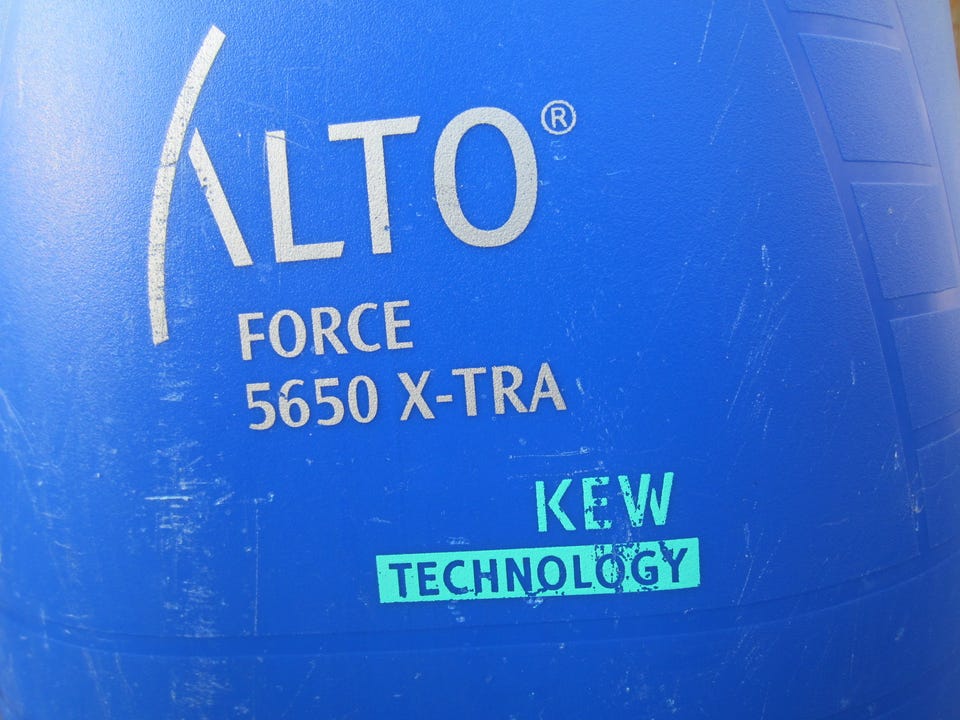 ALTO®
FORCE
5650 X-TRA
KEW
TECHNOLOGY